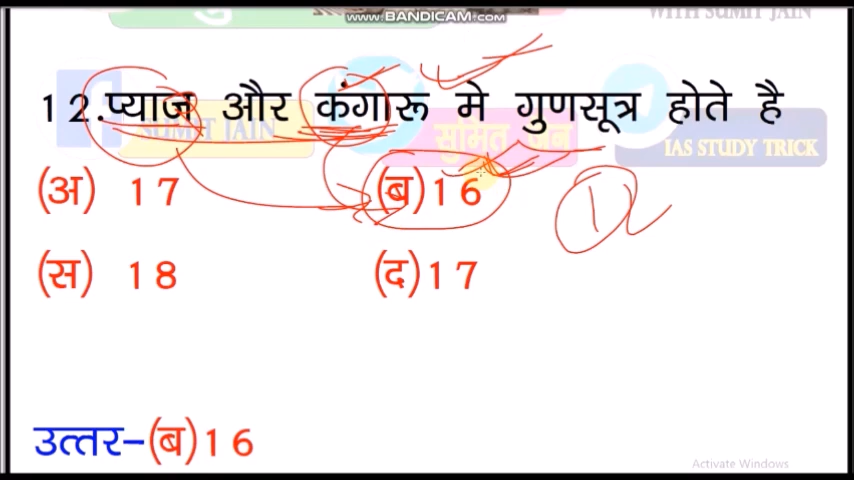 www.BANDICAM.com
WITH SUMIT JAIN
12.प्याज और कंगारू मे गुणसूत्र होते है
SUMIT JAIN सुमित जैन IAS STUDY TRICK
(अ) 17 (ब)16
(स) 18 (द)17
उत्तर-(ब)16
Activate Windows